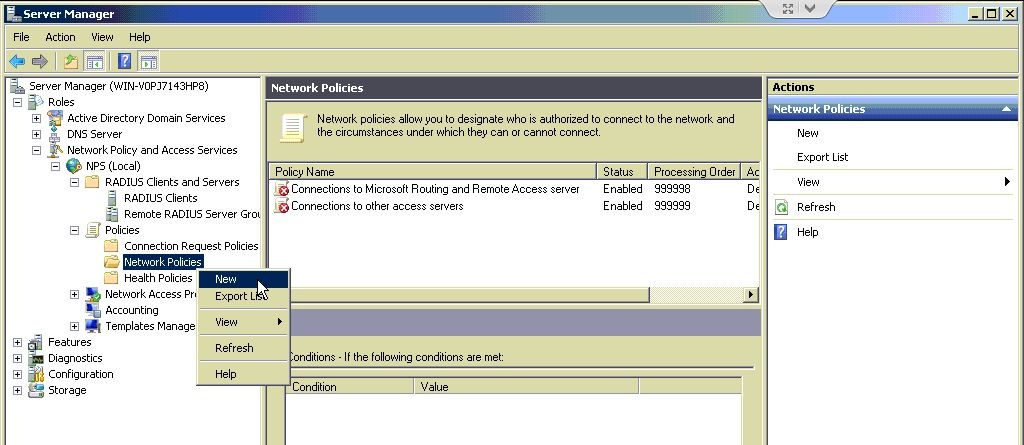 Server Manager
File Action View Help
Server Manager (WIN-V0PJ7143HP8)
Roles
Active Directory Domain Services
DNS Server
Network Policy and Access Services
NPS (Local)
RADIUS Clients and Servers
RADIUS Clients
Remote RADIUS Server Grou
Policies
Connection Request Policies
Network Policies
Health Policies
Network Access Pr
Accounting
Templates Manage
Features
Diagnostics
Configuration
Storage
New
Export List
View
Refresh
Help
Network Policies
Network policies allow you to designate who is authorized to connect to the network and
the circumstances under which they can or cannot connect.
Policy Name Status Processing Order Ac
Connections to Microsoft Routing and Remote Access server Enabled 999998 De
Connections to other access servers Enabled 999999 De
Conditions - If the following conditions are met:
Condition Value
Actions
Network Policies
New
Export List
View
Refresh
Help